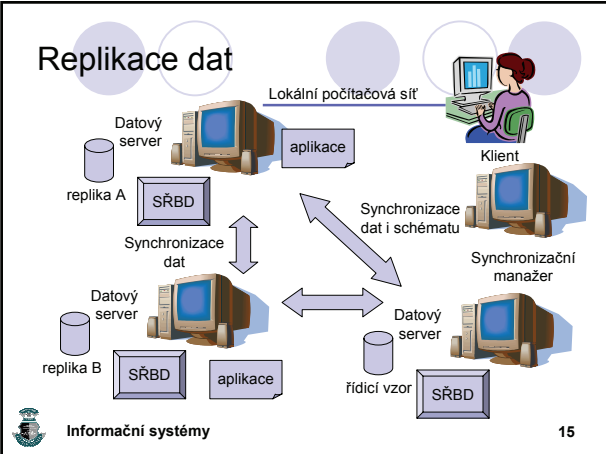 Replikace dat
Lokální počítačová síť
Datový
server
aplikace
Klient
replika A
SŘBD
Synchronizace
dat i schématu
Synchronizace
dat
Synchronizační
manažer
Datový
server
Datový
server
replika B
SŘBD
aplikace
řídicí vzor
SŘBD
Informační systémy
15